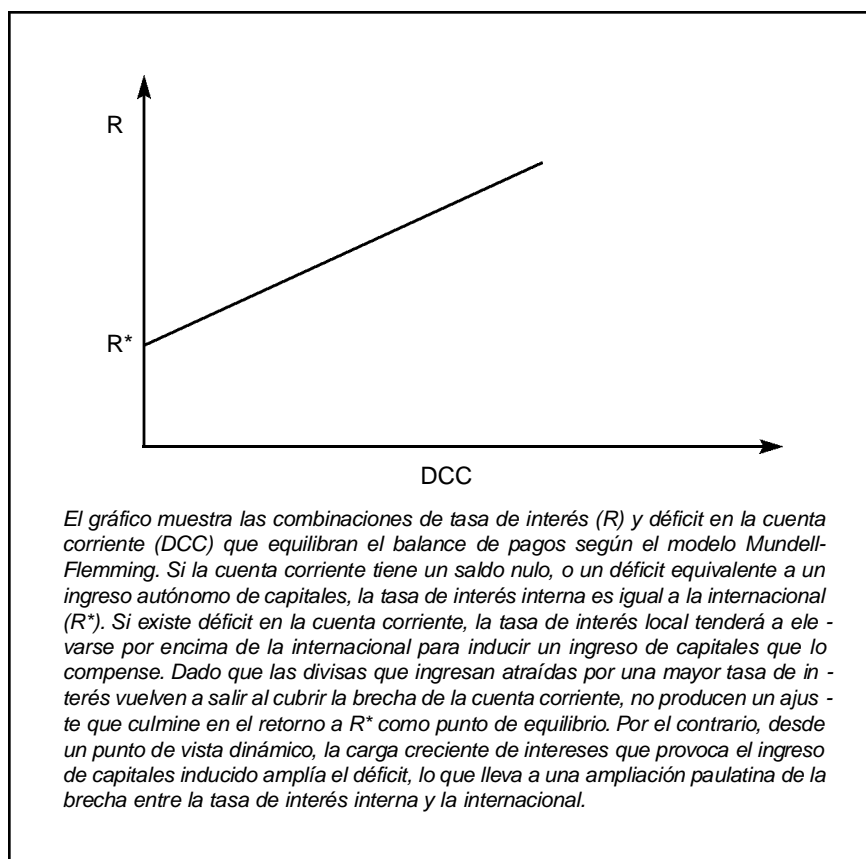 R
R*
DCC
El gráfico muestra las combinaciones de tasa de interés (R) y déficit en la cuenta
corriente (DCC) que equilibran el balance de pagos según el modelo Mundell-
Flemming. Si la cuenta corriente tiene un saldo nulo, o un déficit equivalente a un
ingreso autónomo de capitales, la tasa de interés interna es igual a la internacional
(R*). Si existe déficit en la cuenta corriente, la tasa de interés local tenderá a ele -
varse por encima de la internacional para inducir un ingreso de capitales que lo
compense. Dado que las divisas que ingresan atraídas por una mayor tasa de in -
terés vuelven a salir al cubrir la brecha de la cuenta corriente, no producen un ajus -
te que culmine en el retorno a R* como punto de equilibrio. Por el contrario, desde
un punto de vista dinámico, la carga creciente de intereses que provoca el ingreso
de capitales inducido amplía el déficit, lo que lleva a una ampliación paulatina de la
brecha entre la tasa de interés interna y la internacional.